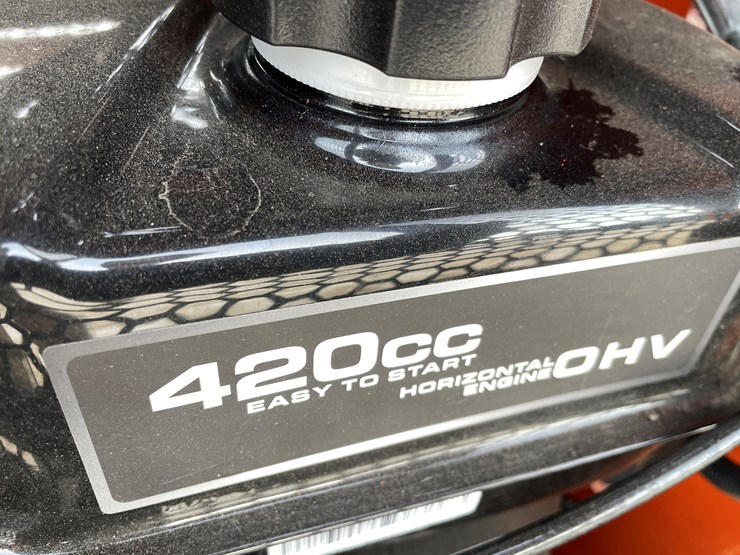 420CC
EASY TO START
HORIZONTAL
ENGINE
OHV